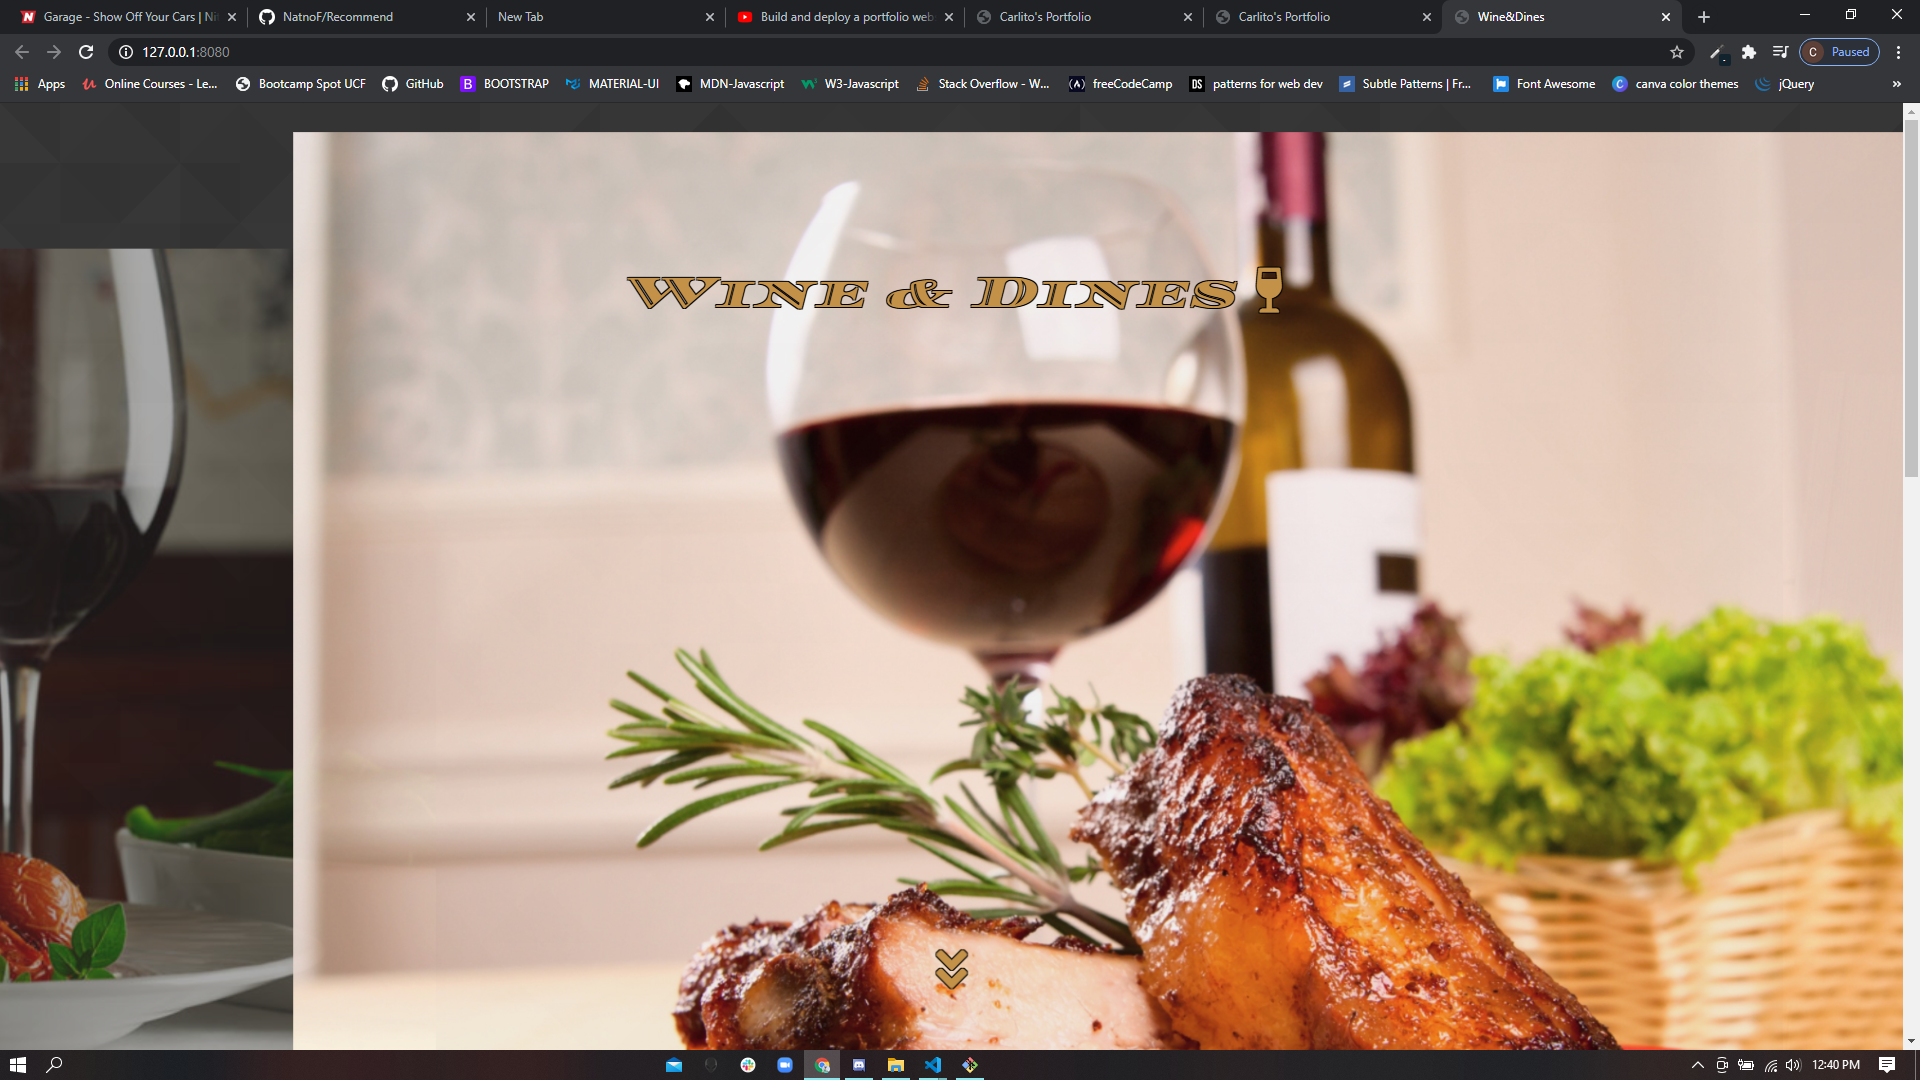 Garage - Show Off Your Cars | Nit
NatnoF/Recommend
New Tab
Build and deploy a portfolio web
Carlito's Portfolio
Carlito's Portfolio
Wine&Dines
127.0.0.1:8080
C
Paused
Apps
Online Courses - Le...
Bootcamp Spot UCF
GitHub
B BOOTSTRAP
MATERIAL-UI
MDN-Javascript
W3-Javascript
Stack Overflow - W...
freeCodeCamp
DS patterns for web dev
Subtle Patterns | Fr...
Font Awesome
canva color themes
jQuery
Wine & Dines
12:40 PM